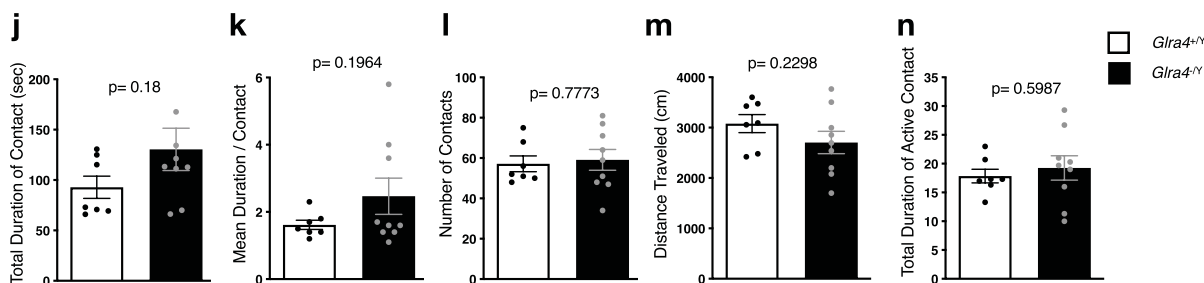 j
k
l
m
n
Glra4+/Y
Glra4-/Y
Total Duration of Contact (sec)
p= 0.18
200
150
100
50
0
Mean Duration / Contact
p= 0.1964
6
4
2
0
Number of Contacts
p= 0.7773
100
80
60
40
20
0
Distance Traveled (cm)
p= 0.2298
4000
3000
2000
1000
0
Total Duration of Active Contact
p= 0.5987
35
30
25
20
15
10
5
0